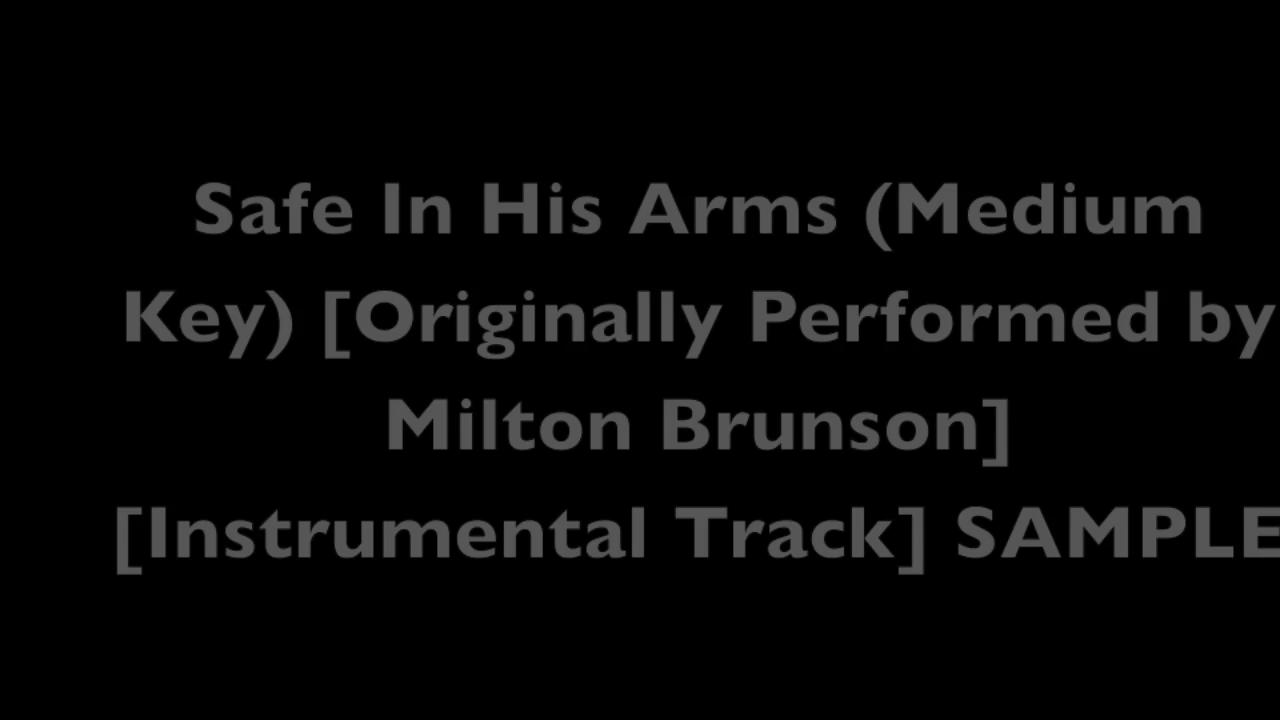 Safe In His Arms (Medium
Key) [Originally Performed by
Milton Brunson]
[Instrumental Track] SAMPLE